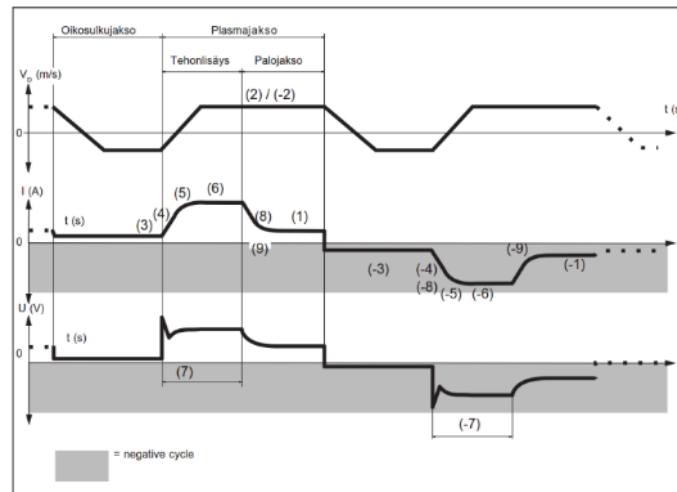 Oikosulkujakso Plasmajakso
Tehonlisäys Palojakso
V_D (m/s)
(2) / (-2)
t (s
0
I (A)
(5) (6)
t (s) (3) (4) (8) (1)
0
(9) (-9)
(-3) (-4) (-1)
(-8) (-5) (-6)
U (V)
t (s)
0
(7)
(-7)
= negative cycle